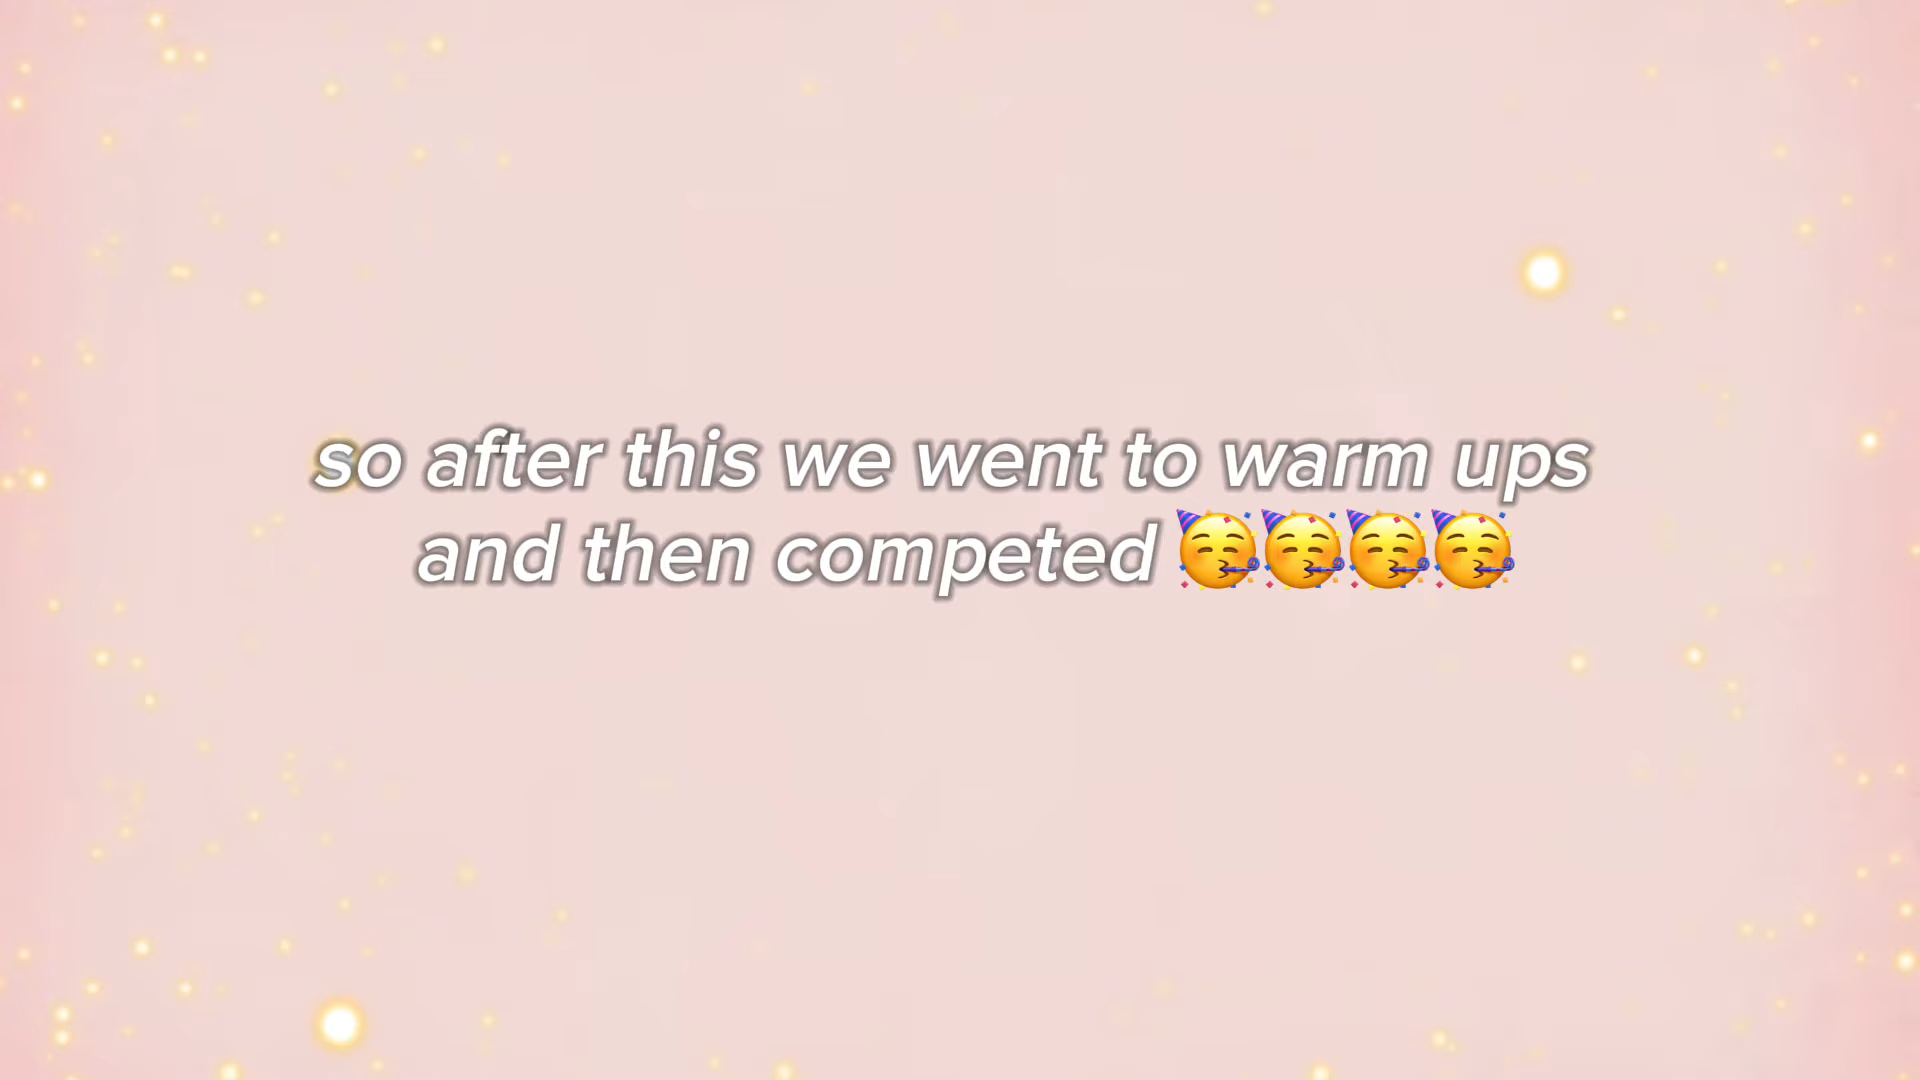 so after this we went to warm ups
and then competed 🥳🥳🥳🥳